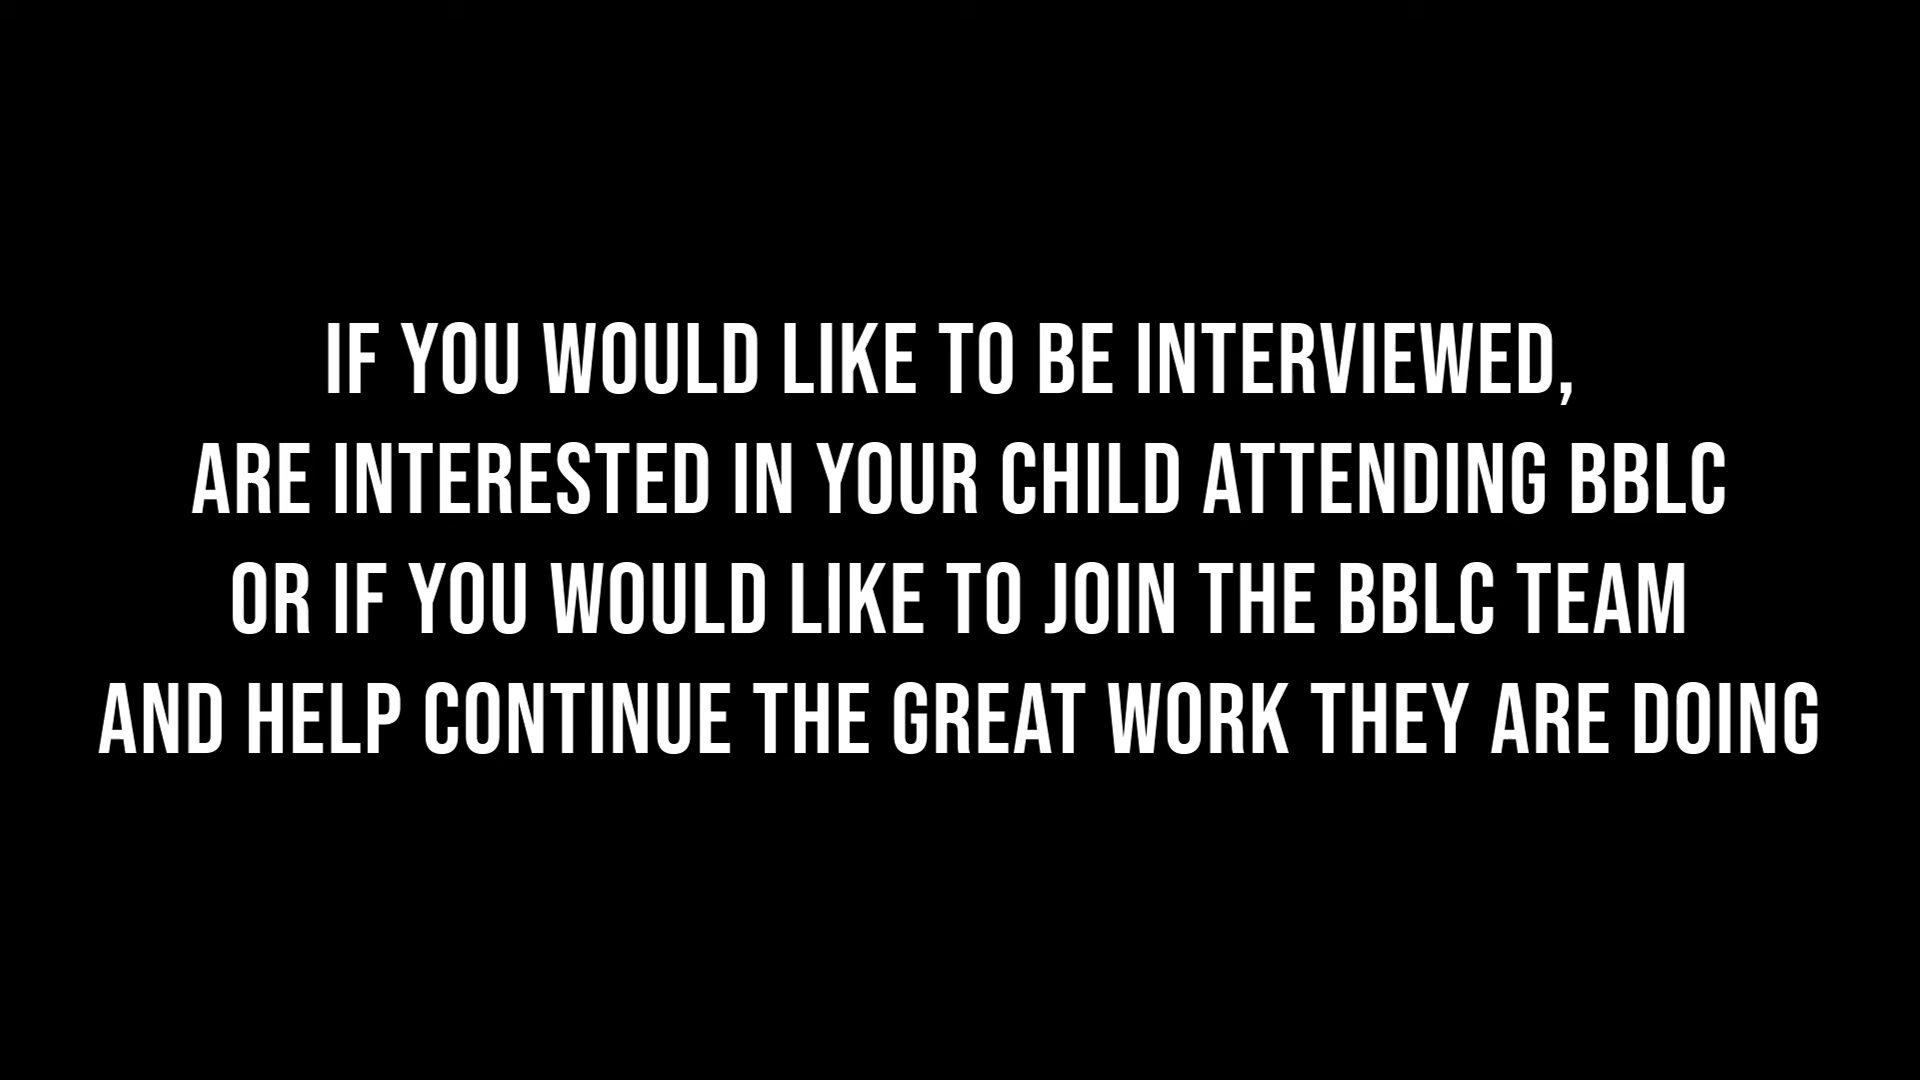 IF YOU WOULD LIKE TO BE INTERVIEWED,
ARE INTERESTED IN YOUR CHILD ATTENDING BBLC
OR IF YOU WOULD LIKE TO JOIN THE BBLC TEAM
AND HELP CONTINUE THE GREAT WORK THEY ARE DOING